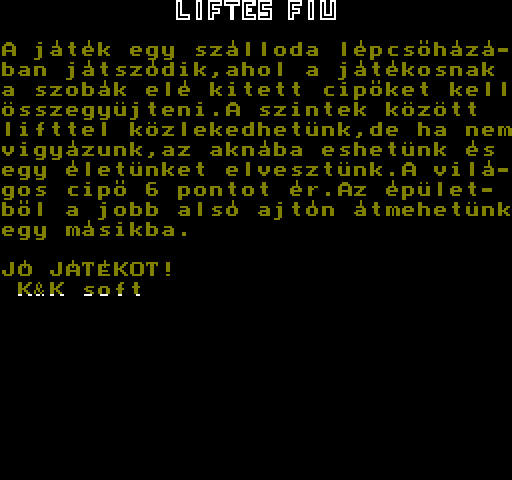 LIFTES FIU
A játék egy szálloda lépcsöházá-
ban játszódik,ahol a játékosnak
a szobák elé kitett cipöket kell
összegyüjteni.A szintek között
lifttel közlekedhetünk,de ha nem
vigyázunk,az aknába eshetünk és
egy életünket elvesztünk.A vilá-
gos cipö 6 pontot ér.Az épület-
böl a jobb alsó ajtón átmehetünk
egy másikba.
JÓ JÁTÉKOT!
K&K soft